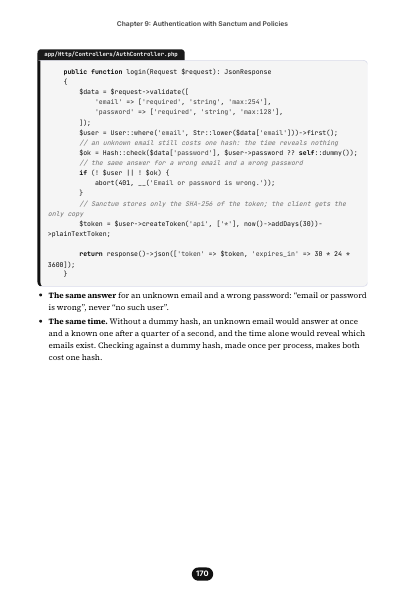 Chapter 9: Authentication with Sanctum and Policies
app/Http/Controllers/AuthController.php
public function login(Request $request): JsonResponse
{
$data = $request->validate([
'email' => ['required', 'string', 'max:254'],
'password' => ['required', 'string', 'max:128'],
]);
$user = User::where('email', Str::lower($data['email']))->first();
// an unknown email still costs one hash: the time reveals nothing
$ok = Hash::check($data['password'], $user->password ?? self::dummy());
// the same answer for a wrong email and a wrong password
if (! $user || ! $ok) {
abort(401, __('Email or password is wrong.'));
}
// Sanctum stores only the SHA-256 of the token; the client gets the
only copy
$token = $user->createToken('api', ['*'], now()->addDays(30))-
>plainTextToken;
return response()->json(['token' => $token, 'expires_in' => 30 * 24 *
3600]);
}
• The same answer for an unknown email and a wrong password: “email or password
is wrong”, never “no such user”.
• The same time. Without a dummy hash, an unknown email would answer at once
and a known one after a quarter of a second, and the time alone would reveal which
emails exist. Checking against a dummy hash, made once per process, makes both
cost one hash.
170